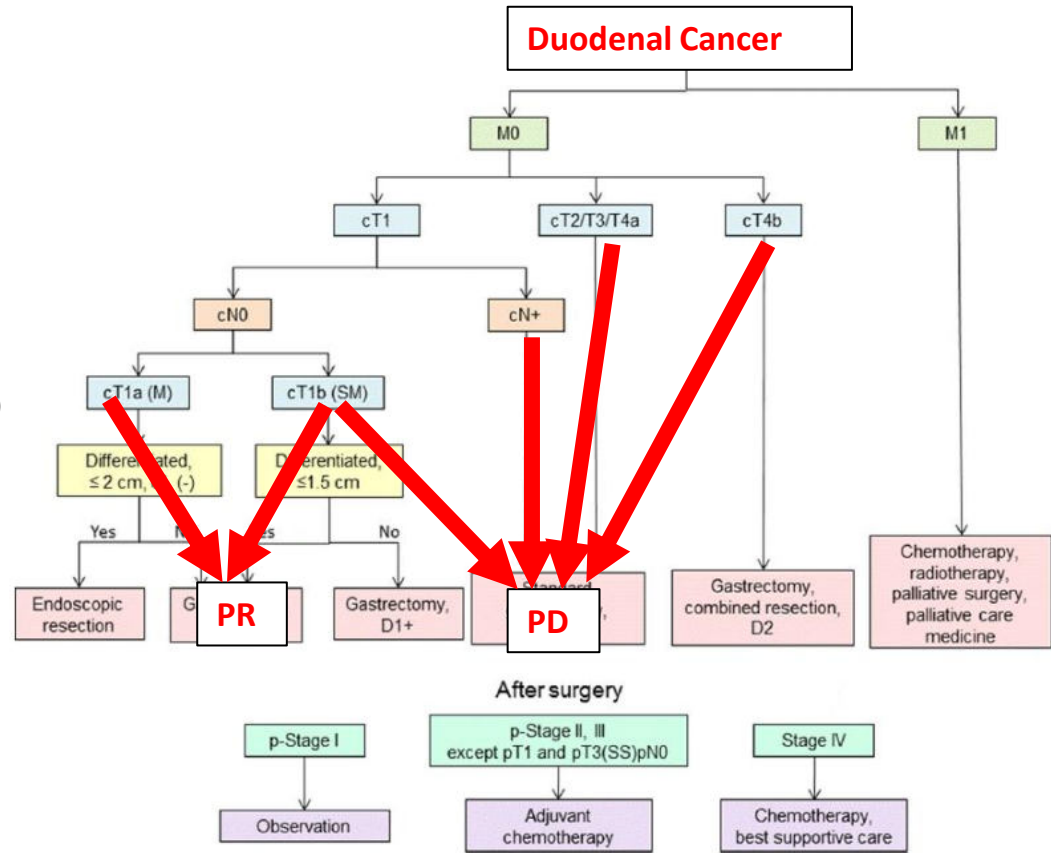 Duodenal Cancer
M0
M1
cT1
cT2/T3/T4a
cT4b
cN0
cN+
cT1a (M)
cT1b (SM)
Differentiated,
≤ 2 cm, (-)
Differentiated,
≤1.5 cm
Yes
No
Endoscopic
resection
PR
Gastrectomy,
D1+
Standard
PD
Gastrectomy,
combined resection,
D2
Chemotherapy,
radiotherapy,
palliative surgery,
palliative care
medicine
After surgery
p-Stage I
p-Stage II, III
except pT1 and pT3(SS)pN0
Stage IV
Observation
Adjuvant
chemotherapy
Chemotherapy,
best supportive care